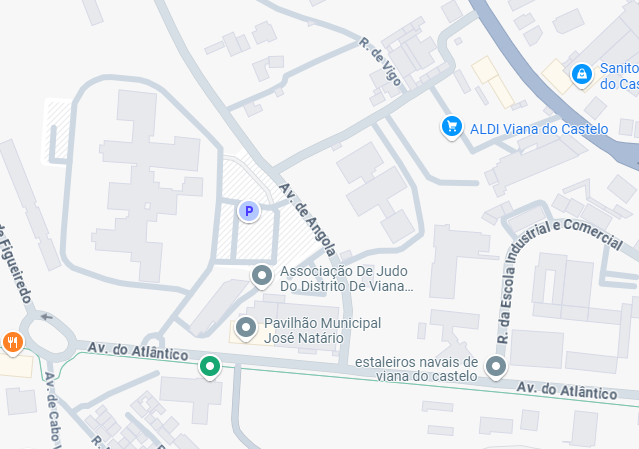 R. de Vigo
Sanito
do Cas
ALDI Viana do Castelo
P
Av. de Angola
R. da Escola Industrial e Comercial
de Figueiredo
Associação De Judo
Do Distrito De Viana...
Pavilhão Municipal
José Natário
Av. do Atlântico
estaleiros navais de
viana do castelo
Av. do Atlântico
Av. de Cabo
R.
R.